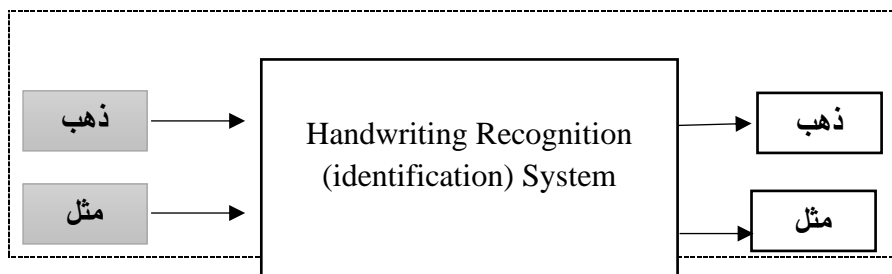 ذهب
Handwriting Recognition
(identification) System
ذهب
مثل
مثل